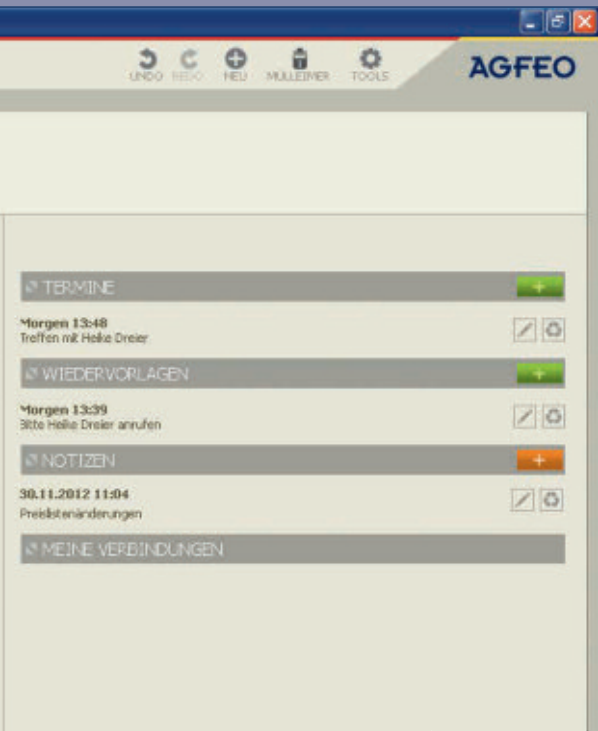 UNDO REDO NEU MÜLLEIMER TOOLS
AGFEO
TERMINE
+
Morgen 13:48
Treffen mit Heike Dreier
WIEDERVORLAGEN
+
Morgen 13:39
Bitte Heike Dreier anrufen
NOTIZEN
+
30.11.2012 11:04
Preislistenänderungen
MEINE VERBINDUNGEN